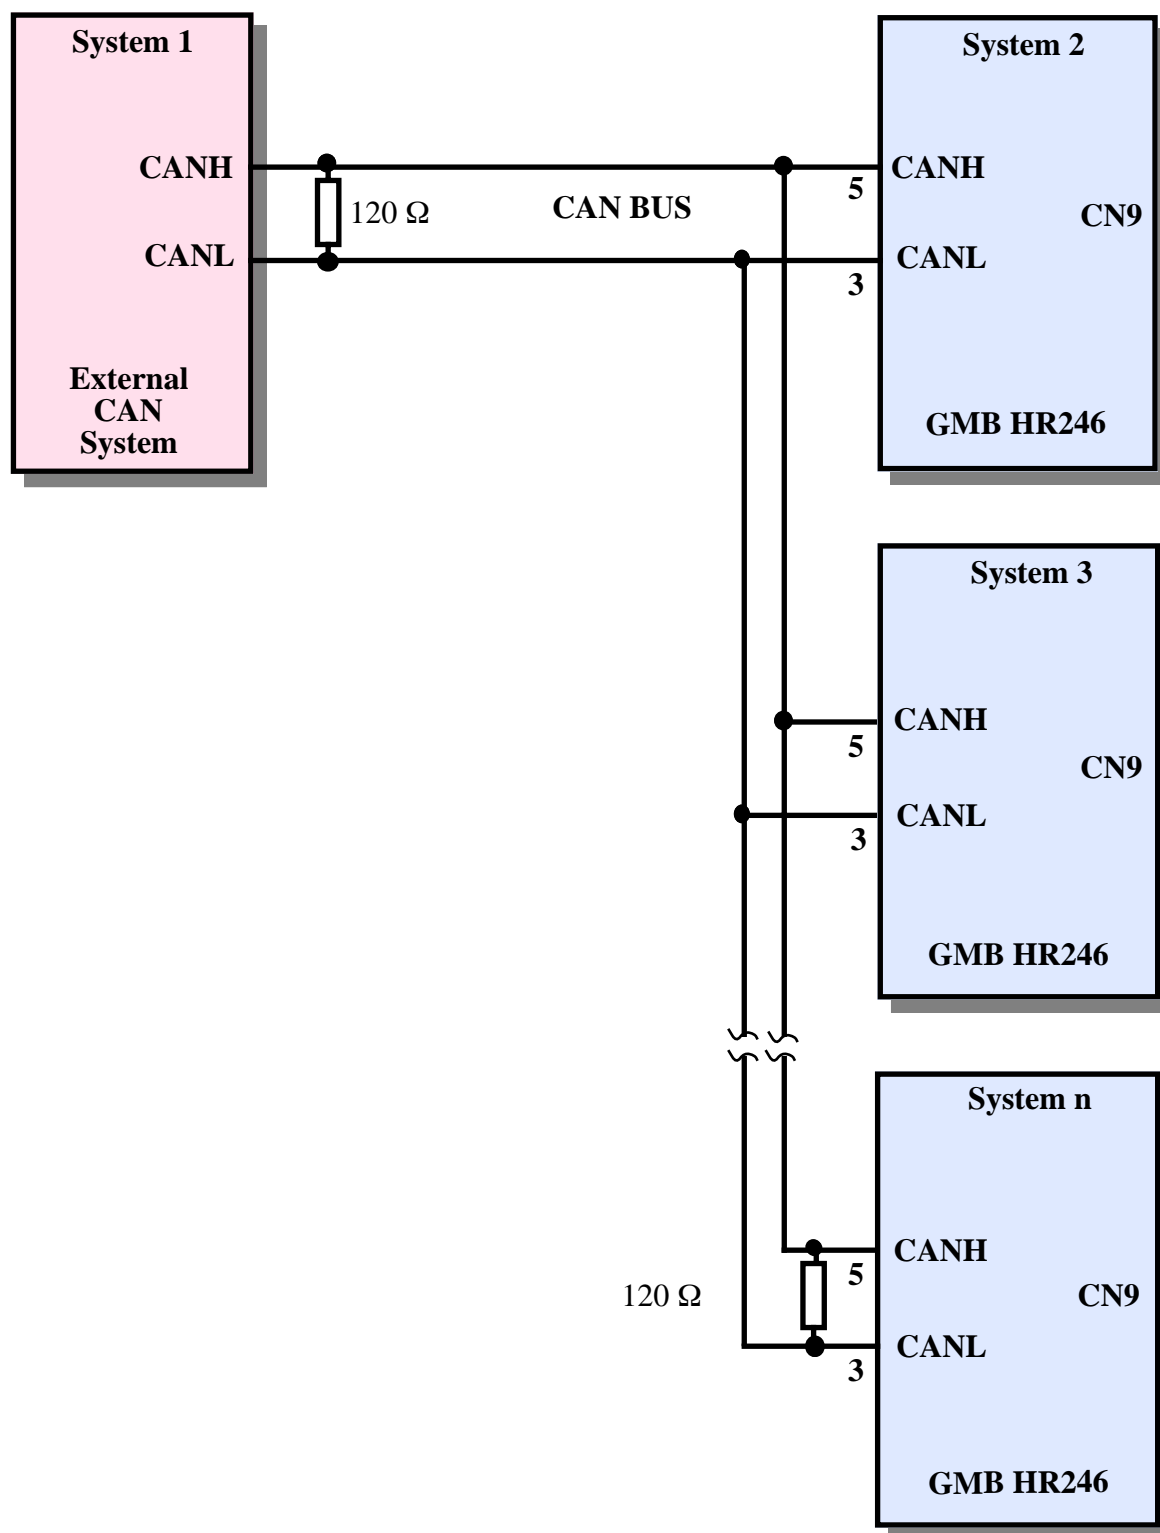 System 1
CANH
CANL
External
CAN
System
120 Ω
CAN BUS
System 2
5
CANH
CN9
3
CANL
GMB HR246
System 3
5
CANH
CN9
3
CANL
GMB HR246
System n
5
CANH
120 Ω
CN9
3
CANL
GMB HR246